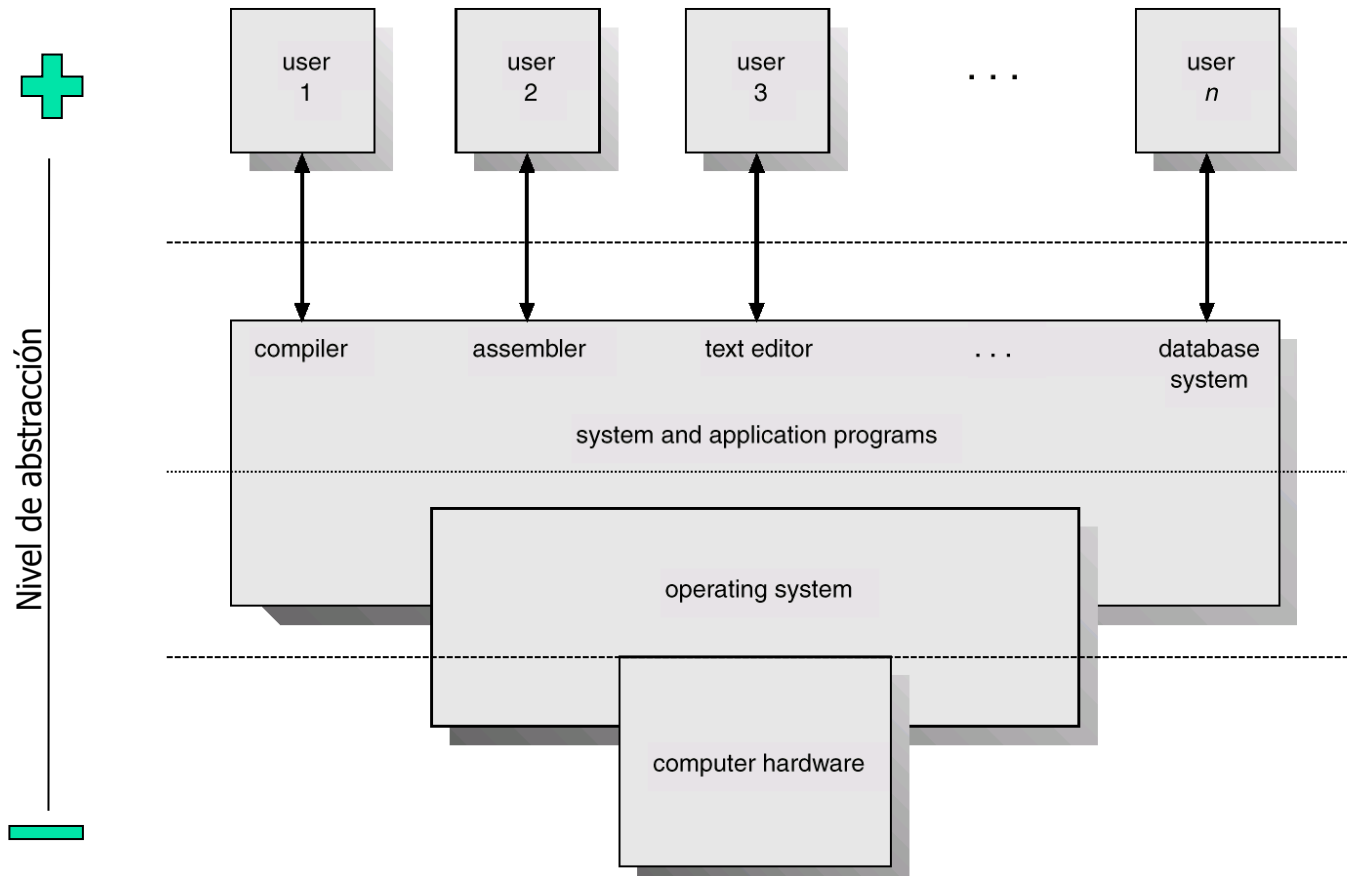 user
1
user
2
user
3
. . .
user
n
Nivel de abstracción
compiler
assembler
text editor
. . .
database
system
system and application programs
operating system
computer hardware